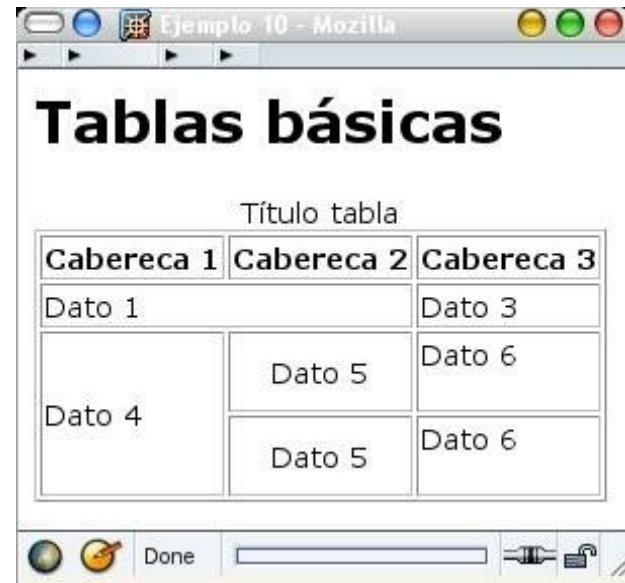 Ejemplo 10 - Mozilla
Tablas básicas
Título tabla
Cabereca 1 Cabereca 2 Cabereca 3
Dato 1 Dato 3
Dato 4 Dato 5 Dato 6
Dato 5 Dato 6
Done